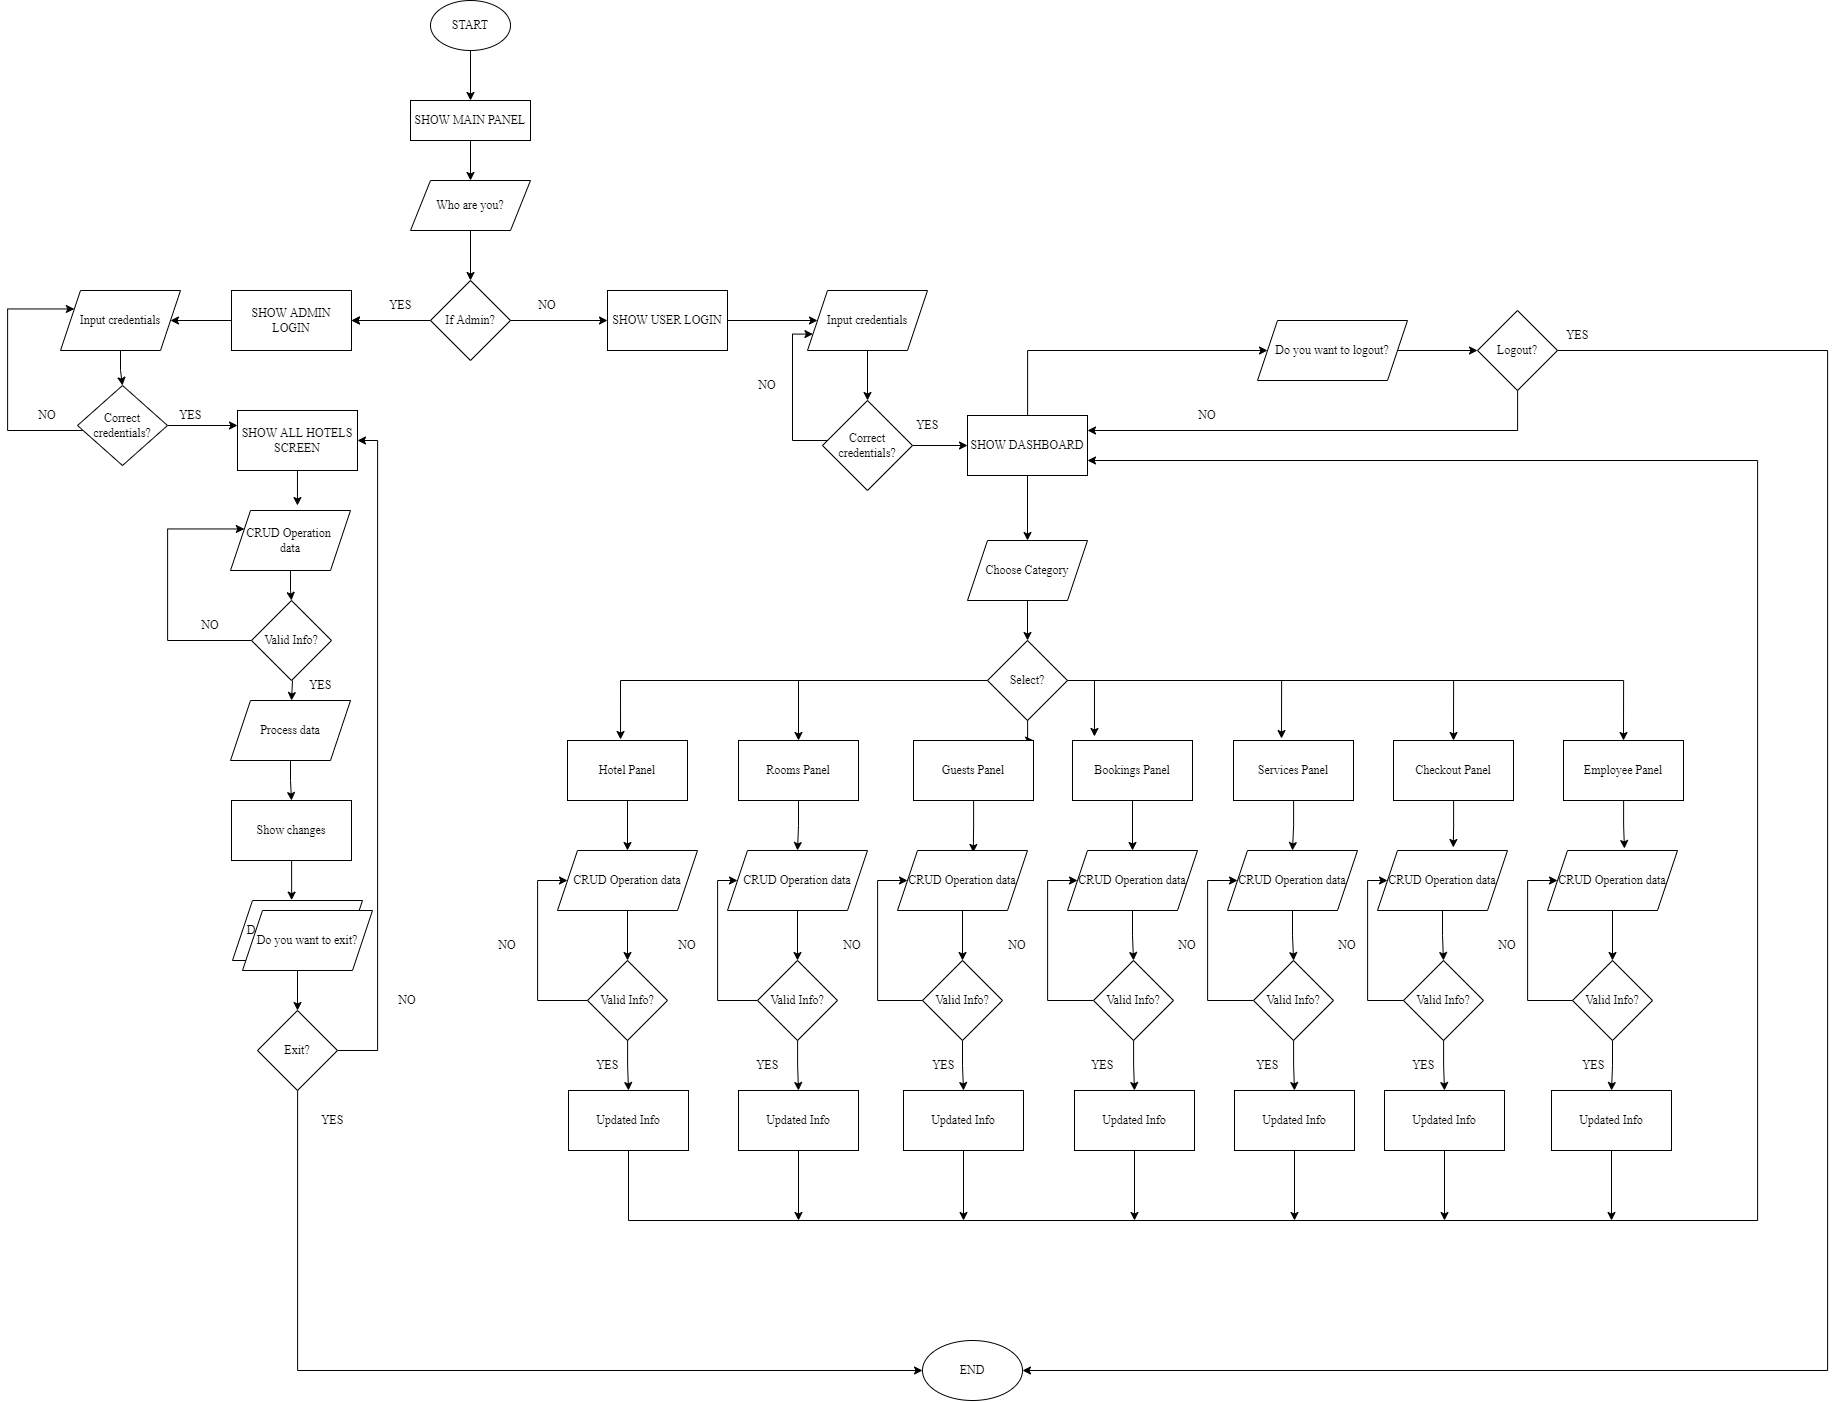 START
SHOW MAIN PANEL
Who are you?
If Admin?
YES
NO
SHOW ADMIN
LOGIN
Input credentials
SHOW USER LOGIN
Input credentials
Do you want to logout?
Logout?
YES
NO
Correct
credentials?
NO
YES
SHOW ALL HOTELS
SCREEN
NO
Correct
credentials?
YES
SHOW DASHBOARD
CRUD Operation
data
Choose Category
NO
Valid Info?
YES
Select?
Process data
Show changes
D
Do you want to exit?
NO
Exit?
YES
Hotel Panel
Rooms Panel
Guests Panel
Bookings Panel
Services Panel
Checkout Panel
Employee Panel
CRUD Operation data
CRUD Operation data
CRUD Operation data
CRUD Operation data
CRUD Operation data
CRUD Operation data
CRUD Operation data
NO
NO
NO
NO
NO
NO
NO
Valid Info?
Valid Info?
Valid Info?
Valid Info?
Valid Info?
Valid Info?
Valid Info?
YES
YES
YES
YES
YES
YES
YES
Updated Info
Updated Info
Updated Info
Updated Info
Updated Info
Updated Info
Updated Info
END